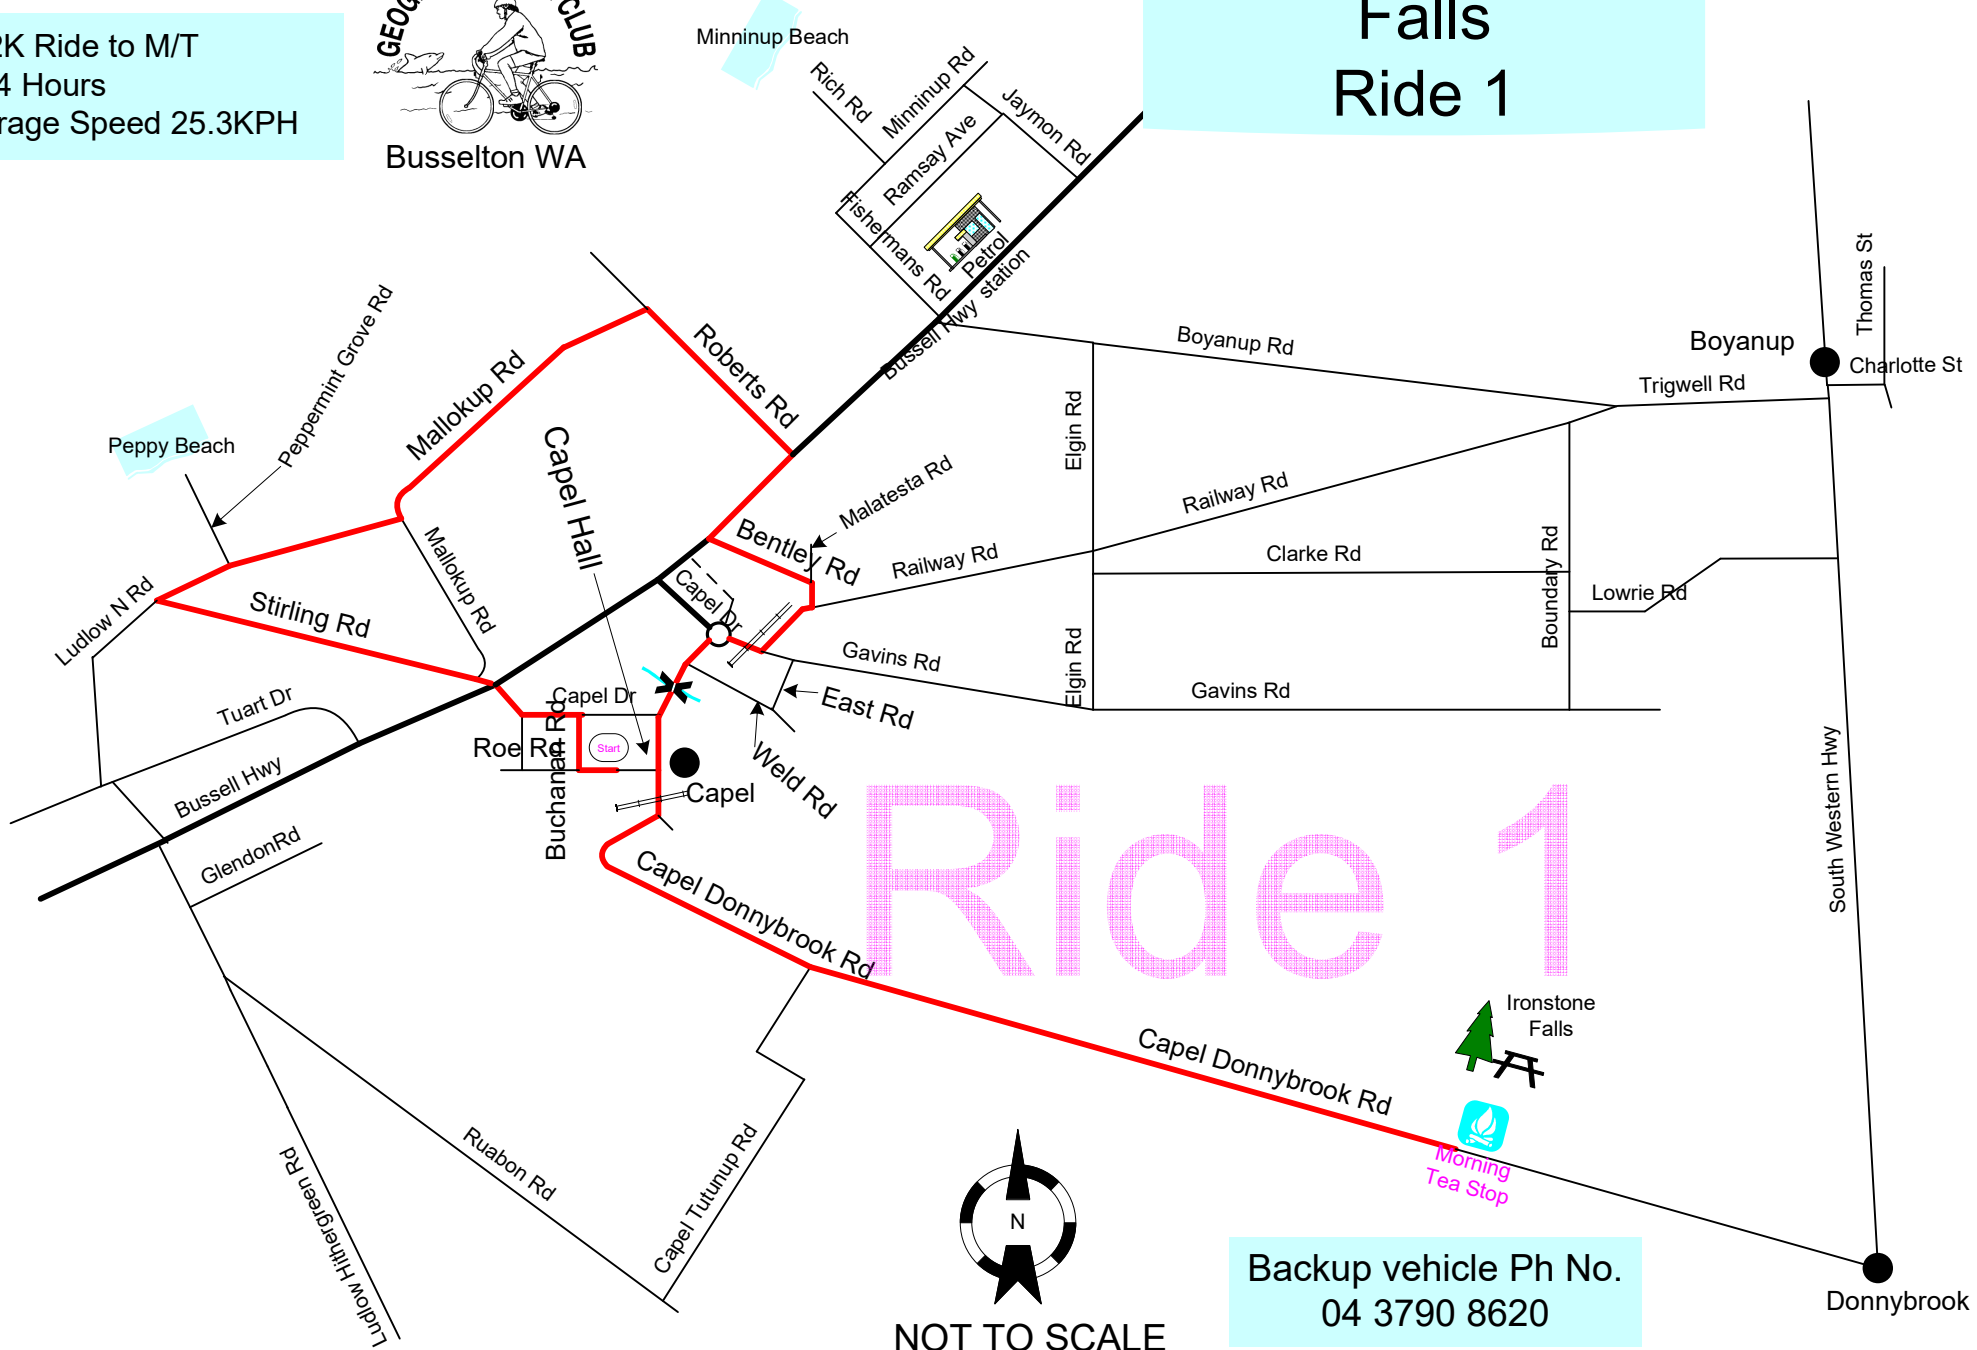 2K Ride to M/T
4 Hours
rage Speed 25.3KPH
CLUB
Busselton WA
Falls
Ride 1
Minninup Beach
Rich Rd
Minninup Rd
Jaymon Rd
Ramsay Ave
Fishermans Rd
Petrol
station
Bussell Hwy
Boyanup Rd
Boyanup
Thomas St
Charlotte St
Trigwell Rd
Peppermint Grove Rd
Peppy Beach
Mallokup Rd
Roberts Rd
Capel Hall
Malatesta Rd
Elgin Rd
Railway Rd
Bentley Rd
Railway Rd
Clarke Rd
Boundary Rd
Lowrie Rd
Mallokup Rd
Capel Dr
Ludlow N Rd
Stirling Rd
Gavins Rd
Elgin Rd
Gavins Rd
East Rd
Weld Rd
Capel Dr
Tuart Dr
Roe Rd
Buchanan Rd
Start
Capel
Bussell Hwy
GlendonRd
South Western Hwy
Ride 1
Capel Donnybrook Rd
Ironstone
Falls
Capel Donnybrook Rd
Morning
Tea Stop
Ruabon Rd
Capel Tutunup Rd
Ludlow Hithergreen Rd
N
NOT TO SCALE
Backup vehicle Ph No.
04 3790 8620
Donnybrook